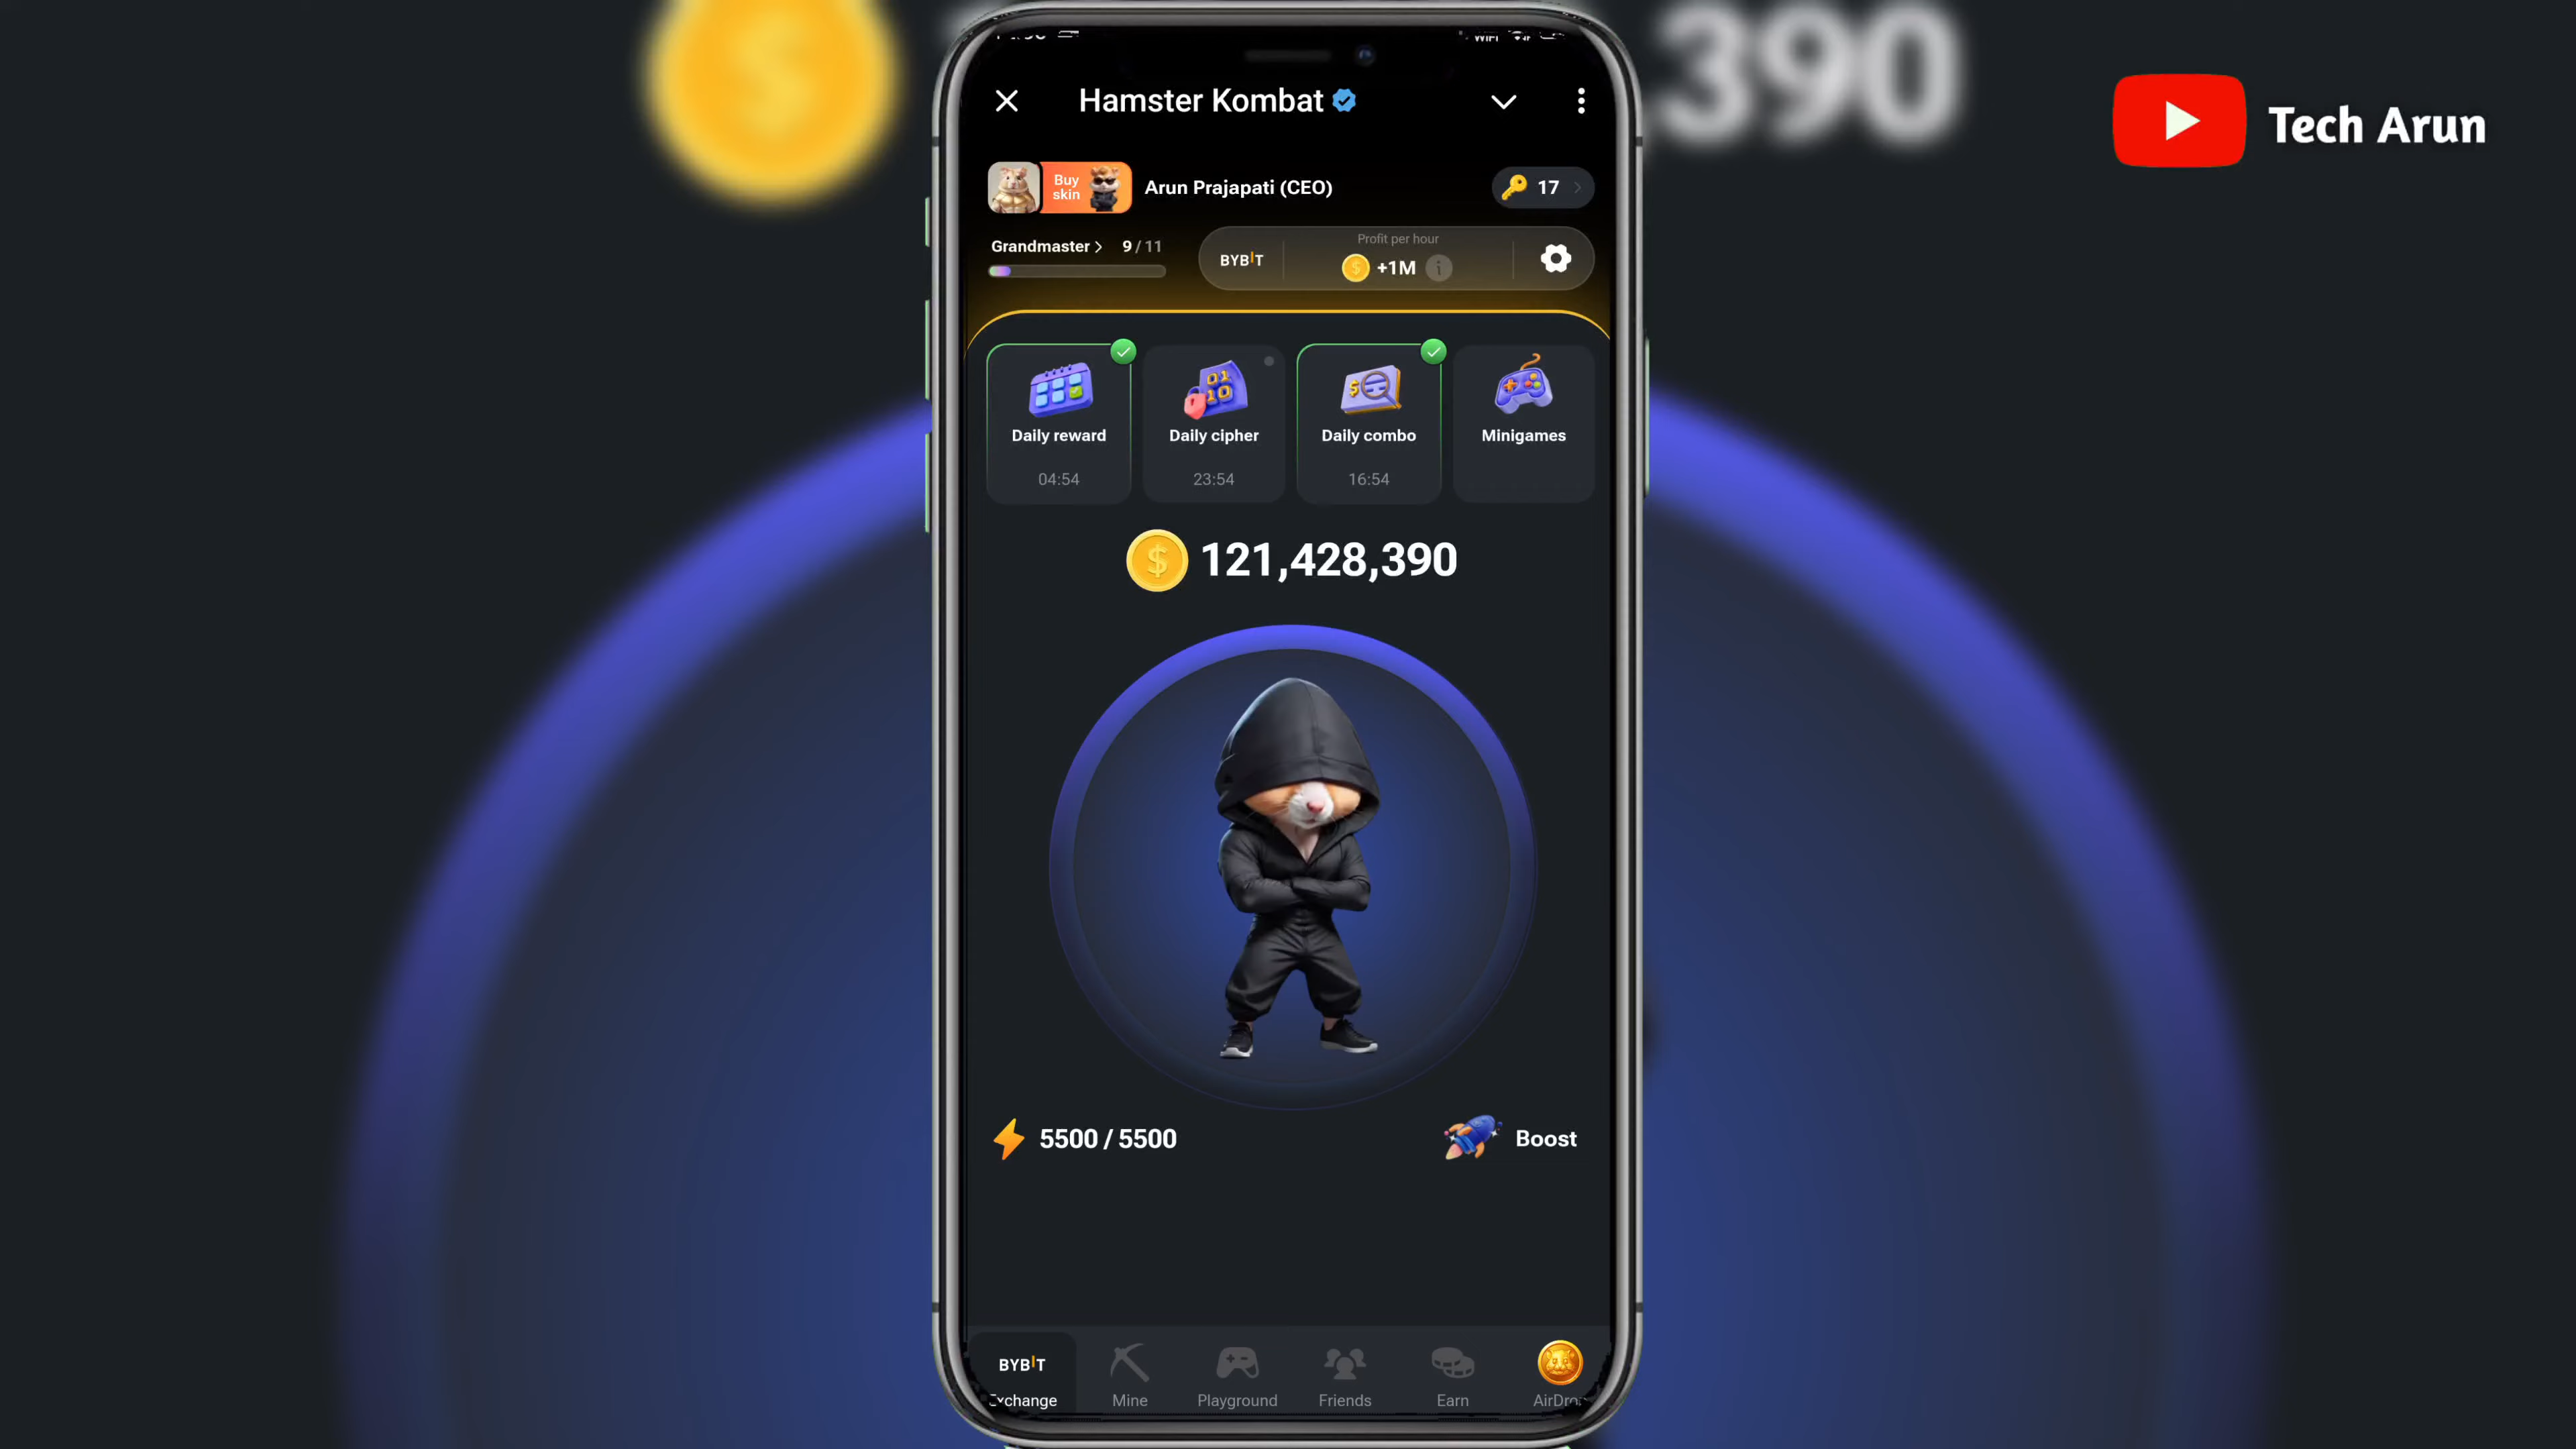 ,390
Tech Arun
Hamster Kombat
Buy
skin
Arun Prajapati (CEO)
17
Grandmaster > 9 / 11
BYBIT
Profit per hour
+1M
Daily reward
04:54
Daily cipher
23:54
Daily combo
16:54
Minigames
$ 121,428,390
5500 / 5500
Boost
BYBIT
Exchange
Mine
Playground
Friends
Earn
AirDro